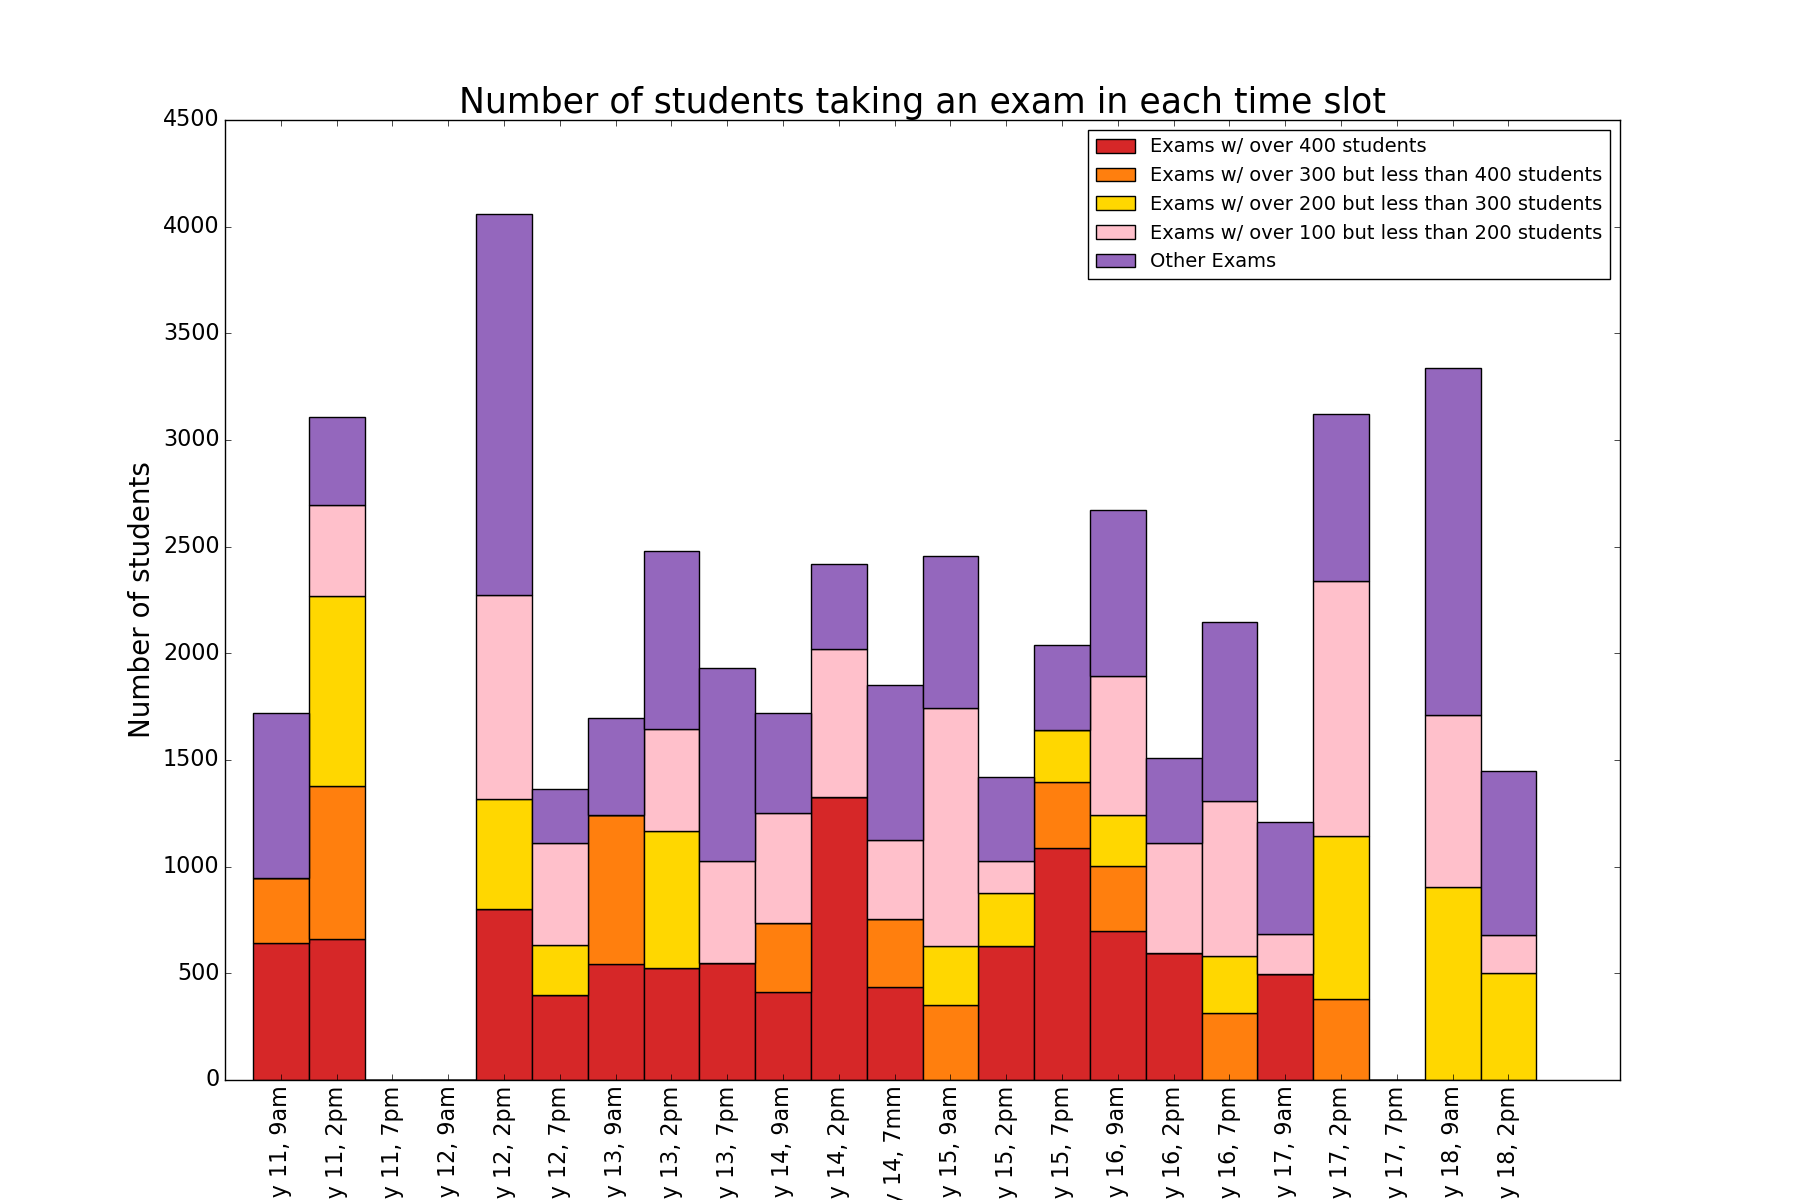 Number of students taking an exam in each time slot
Exams w/ over 400 students
Exams w/ over 300 but less than 400 students
Exams w/ over 200 but less than 300 students
Exams w/ over 100 but less than 200 students
Other Exams
Number of students
4500
4000
3500
3000
2500
2000
1500
1000
500
0
y 11, 9am
y 11, 2pm
y 11, 7pm
y 12, 9am
y 12, 2pm
y 12, 7pm
y 13, 9am
y 13, 2pm
y 13, 7pm
y 14, 9am
y 14, 2pm
y 14, 7mm
y 15, 9am
y 15, 2pm
y 15, 7pm
y 16, 9am
y 16, 2pm
y 16, 7pm
y 17, 9am
y 17, 2pm
y 17, 7pm
y 18, 9am
y 18, 2pm